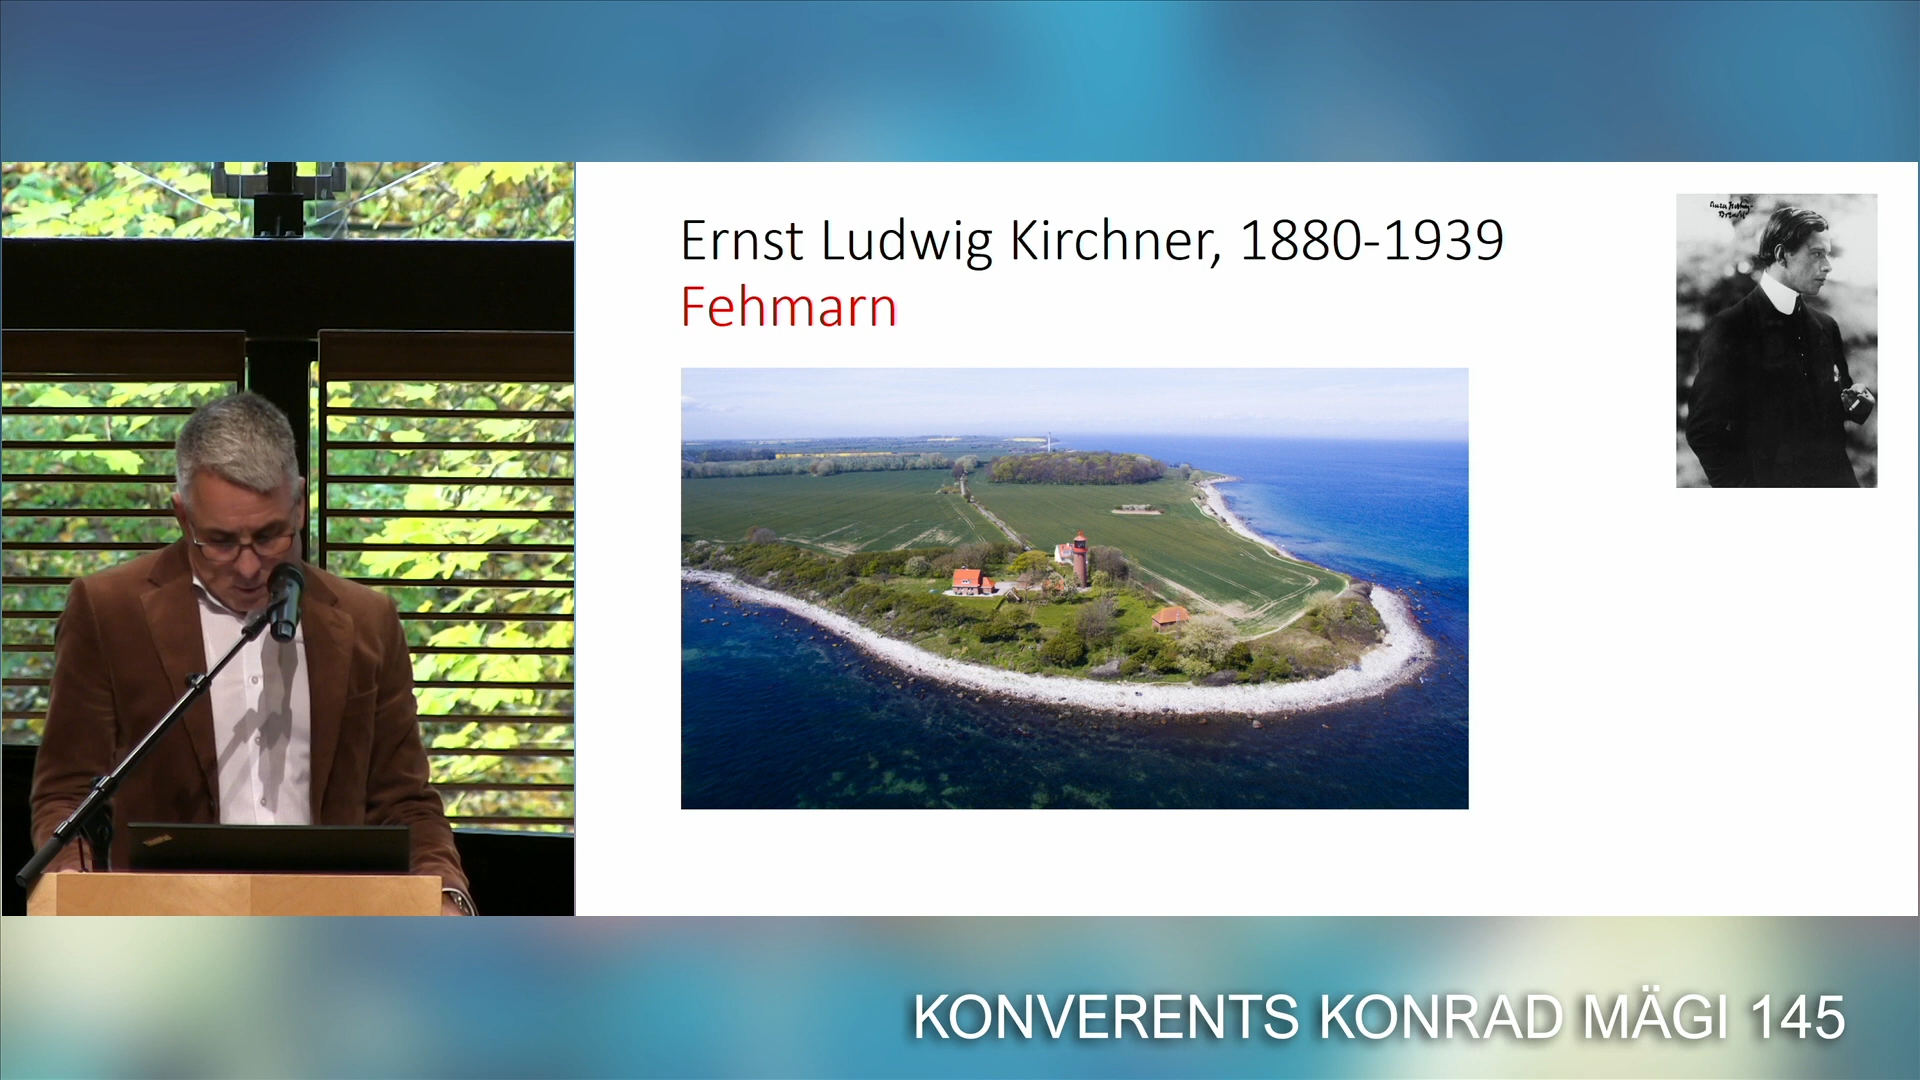 Ernst Ludwig Kirchner, 1880-1939
Fehmarn
KONVERENTS KONRAD MÄGI 145